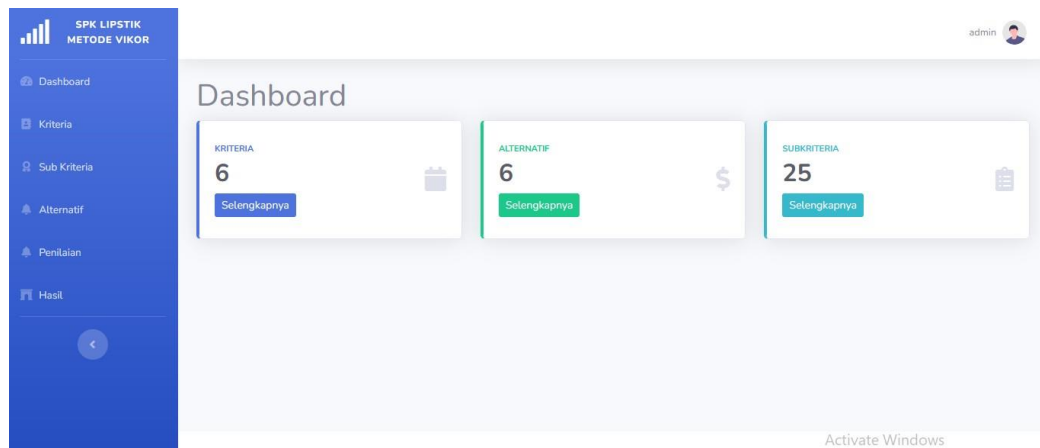 SPK LIPSTIK
METODE VIKOR
admin
Dashboard
Kriteria
Sub Kriteria
Alternatif
Penilaian
Hasil
Dashboard
KRITERIA
6
Selengkapnya
ALTERNATIF
6
Selengkapnya
SUBKRITERIA
25
Selengkapnya
Activate Windows